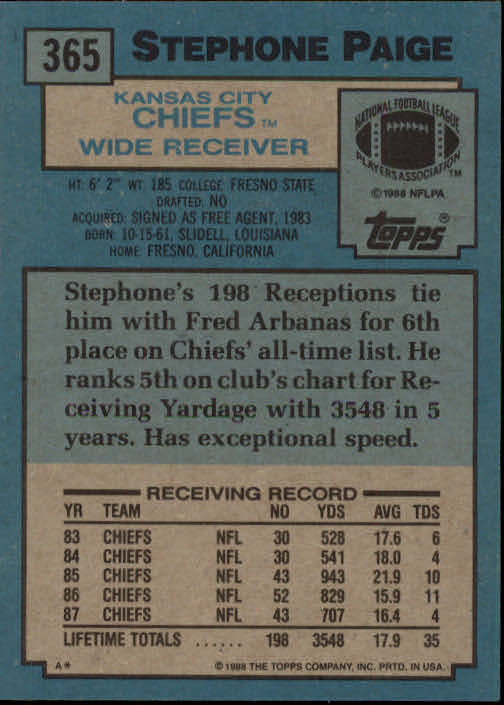 365
STEPHONE PAIGE
KANSAS CITY
CHIEFS™
WIDE RECEIVER
NATIONAL FOOTBALL LEAGUE
PLAYERS ASSOCIATION™
©1988 NFLPA
topps®
HT: 6' 2" WT: 185 COLLEGE: FRESNO STATE
DRAFTED: NO
ACQUIRED: SIGNED AS FREE AGENT, 1983
BORN: 10-15-61, SLIDELL, LOUISIANA
HOME: FRESNO, CALIFORNIA
Stephone's 198 Receptions tie
him with Fred Arbanas for 6th
place on Chiefs' all-time list. He
ranks 5th on club's chart for Re-
ceiving Yardage with 3548 in 5
years. Has exceptional speed.
RECEIVING RECORD
YR TEAM NO YDS AVG TDS
83 CHIEFS NFL 30 528 17.6 6
84 CHIEFS NFL 30 541 18.0 4
85 CHIEFS NFL 43 943 21.9 10
86 CHIEFS NFL 52 829 15.9 11
87 CHIEFS NFL 43 707 16.4 4
LIFETIME TOTALS ...... 198 3548 17.9 35
A* ©1988 THE TOPPS COMPANY, INC. PRTD. IN USA.